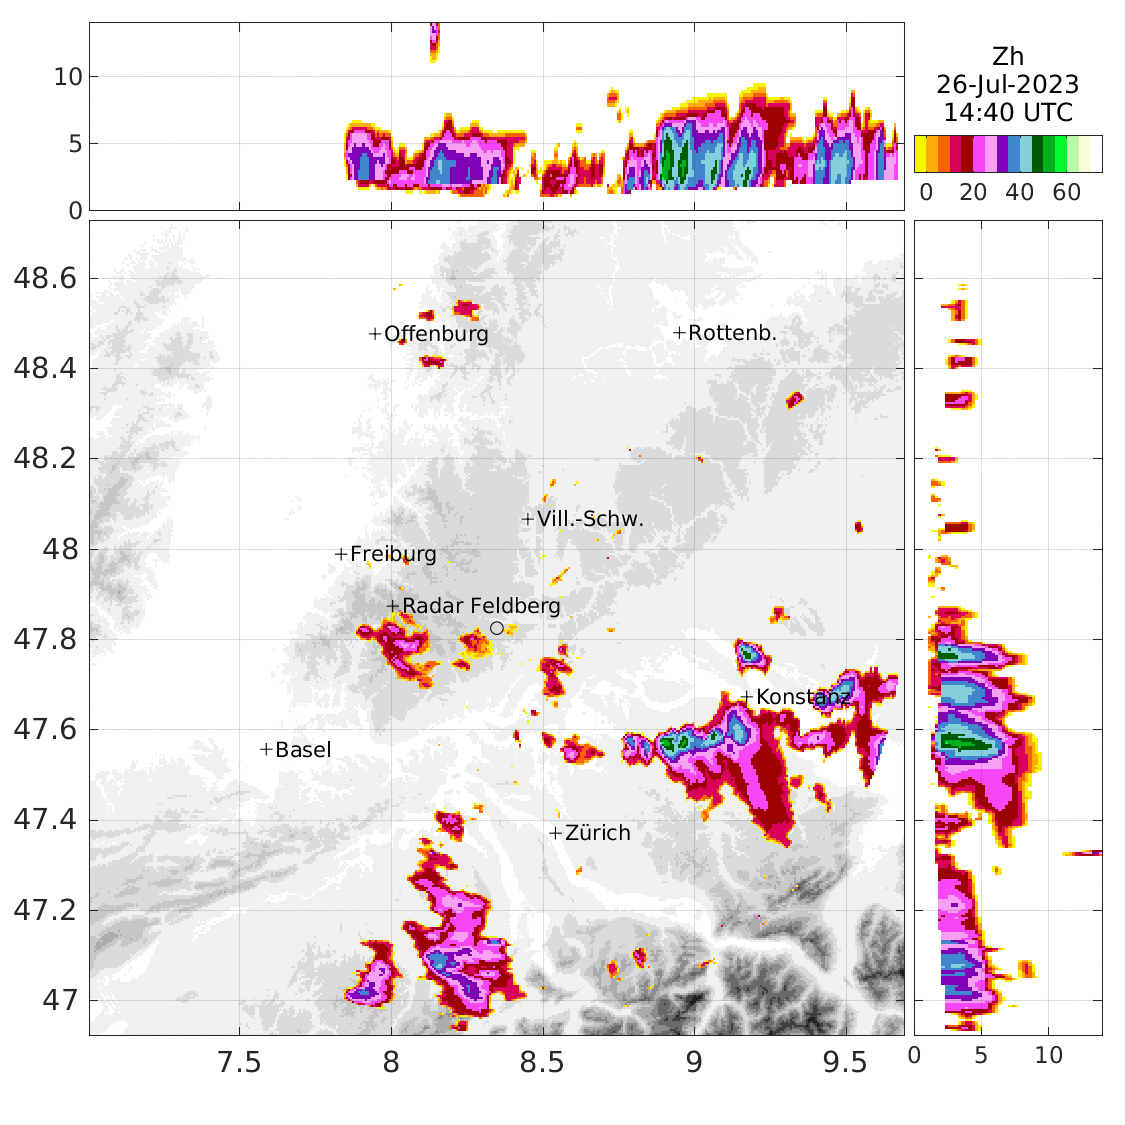 10
5
0
Zh
26-Jul-2023
14:40 UTC
0 20 40 60
48.6
48.4
48.2
48
47.8
47.6
47.4
47.2
47
+Offenburg
+Rottenb.
+Vill.-Schw.
+Freiburg
+Radar Feldberg
+Konstanz
+Basel
+Zürich
7.5 8 8.5 9 9.5
0 5 10